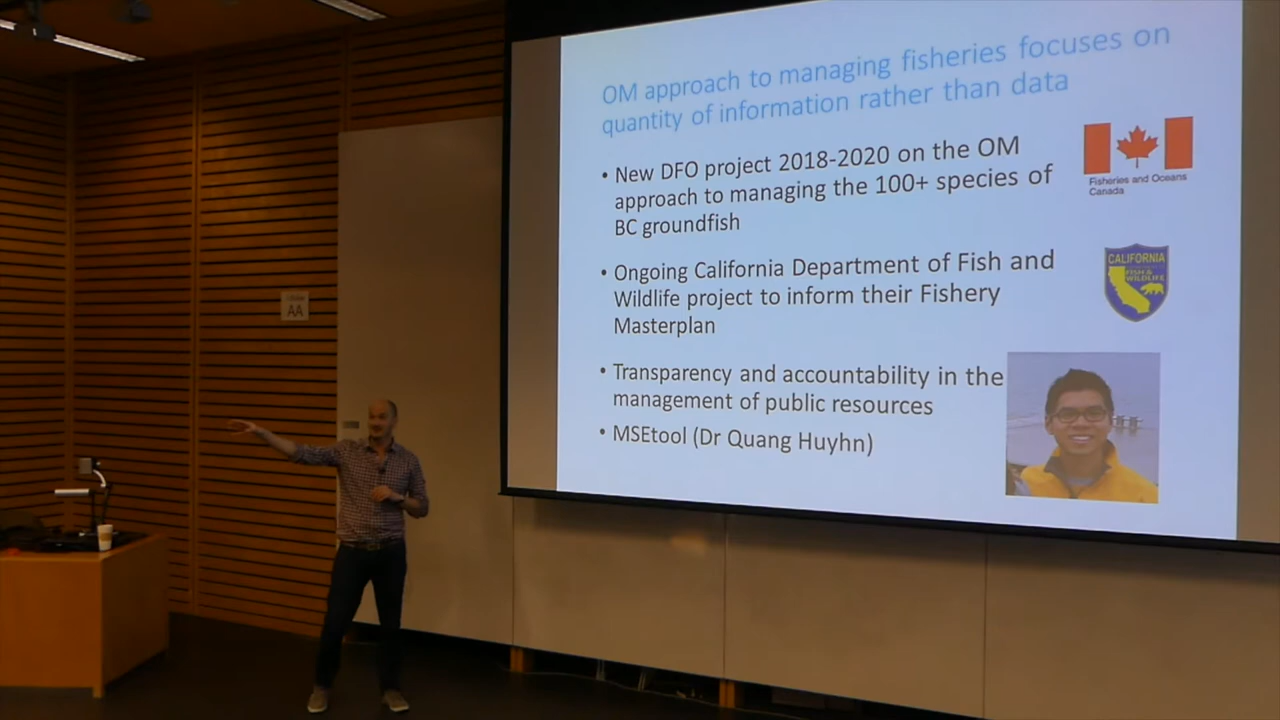 OM approach to managing fisheries focuses on
quantity of information rather than data
• New DFO project 2018-2020 on the OM
approach to managing the 100+ species of
BC groundfish
Fisheries and Oceans
Canada
• Ongoing California Department of Fish and
Wildlife project to inform their Fishery
Masterplan
CALIFORNIA
FISH &
WILDLIFE
• Transparency and accountability in the
management of public resources
• MSEtool (Dr Quang Huyhn)
AA